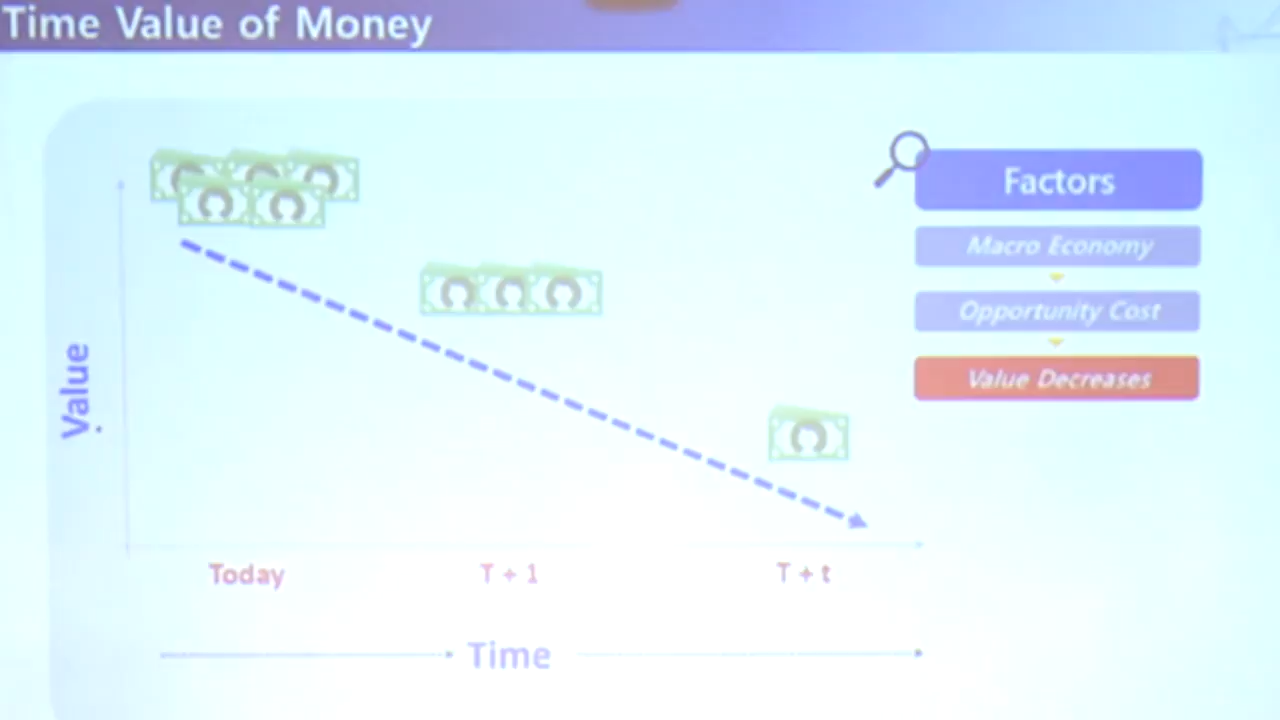 Time Value of Money
Factors
Macro Economy
Opportunity Cost
Value Decreases
Value
Today
T + 1
T + t
Time